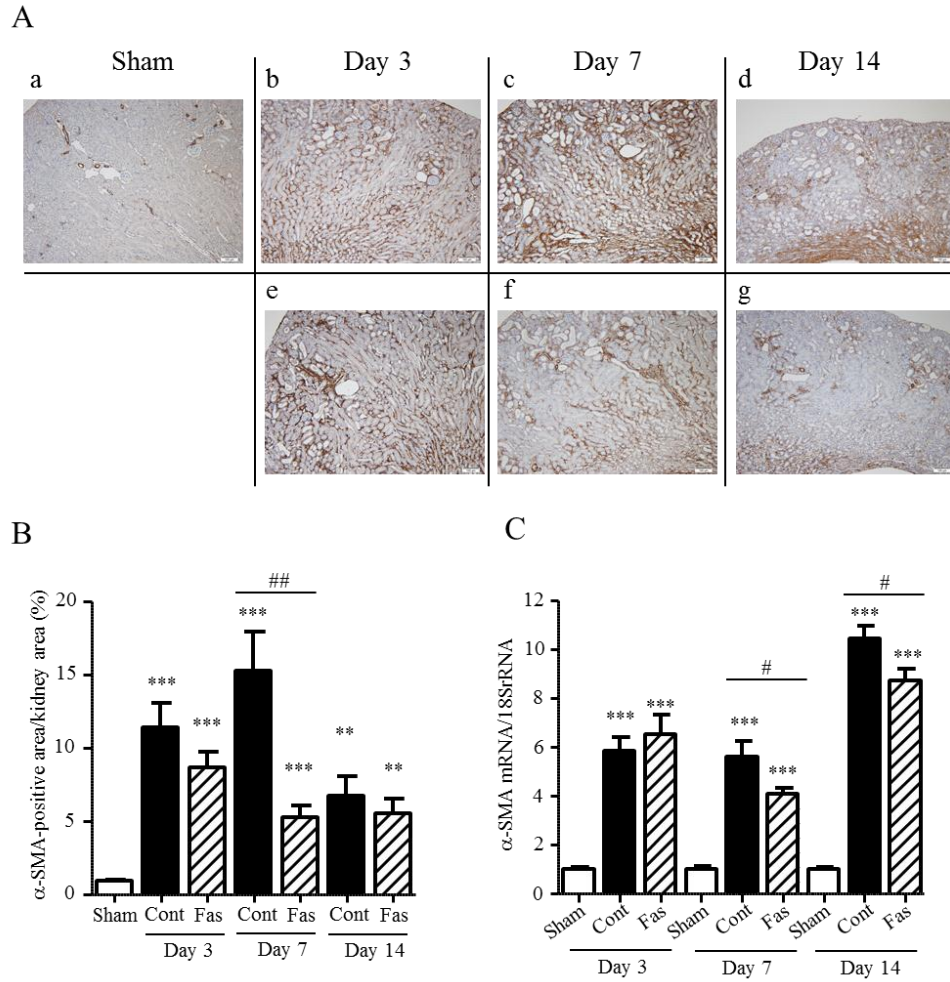 A
Sham Day 3 Day 7 Day 14
a b c d
e f g
B
α-SMA-positive area/kidney area (%)
20
15
10
5
0
##
*** *** *** *** ** **
Sham Cont Fas Cont Fas Cont Fas
Day 3 Day 7 Day 14
C
α-SMA mRNA/18SrRNA
12
10
8
6
4
2
0
# #
*** *** *** *** *** ***
Sham Cont Fas Sham Cont Fas Sham Cont Fas
Day 3 Day 7 Day 14